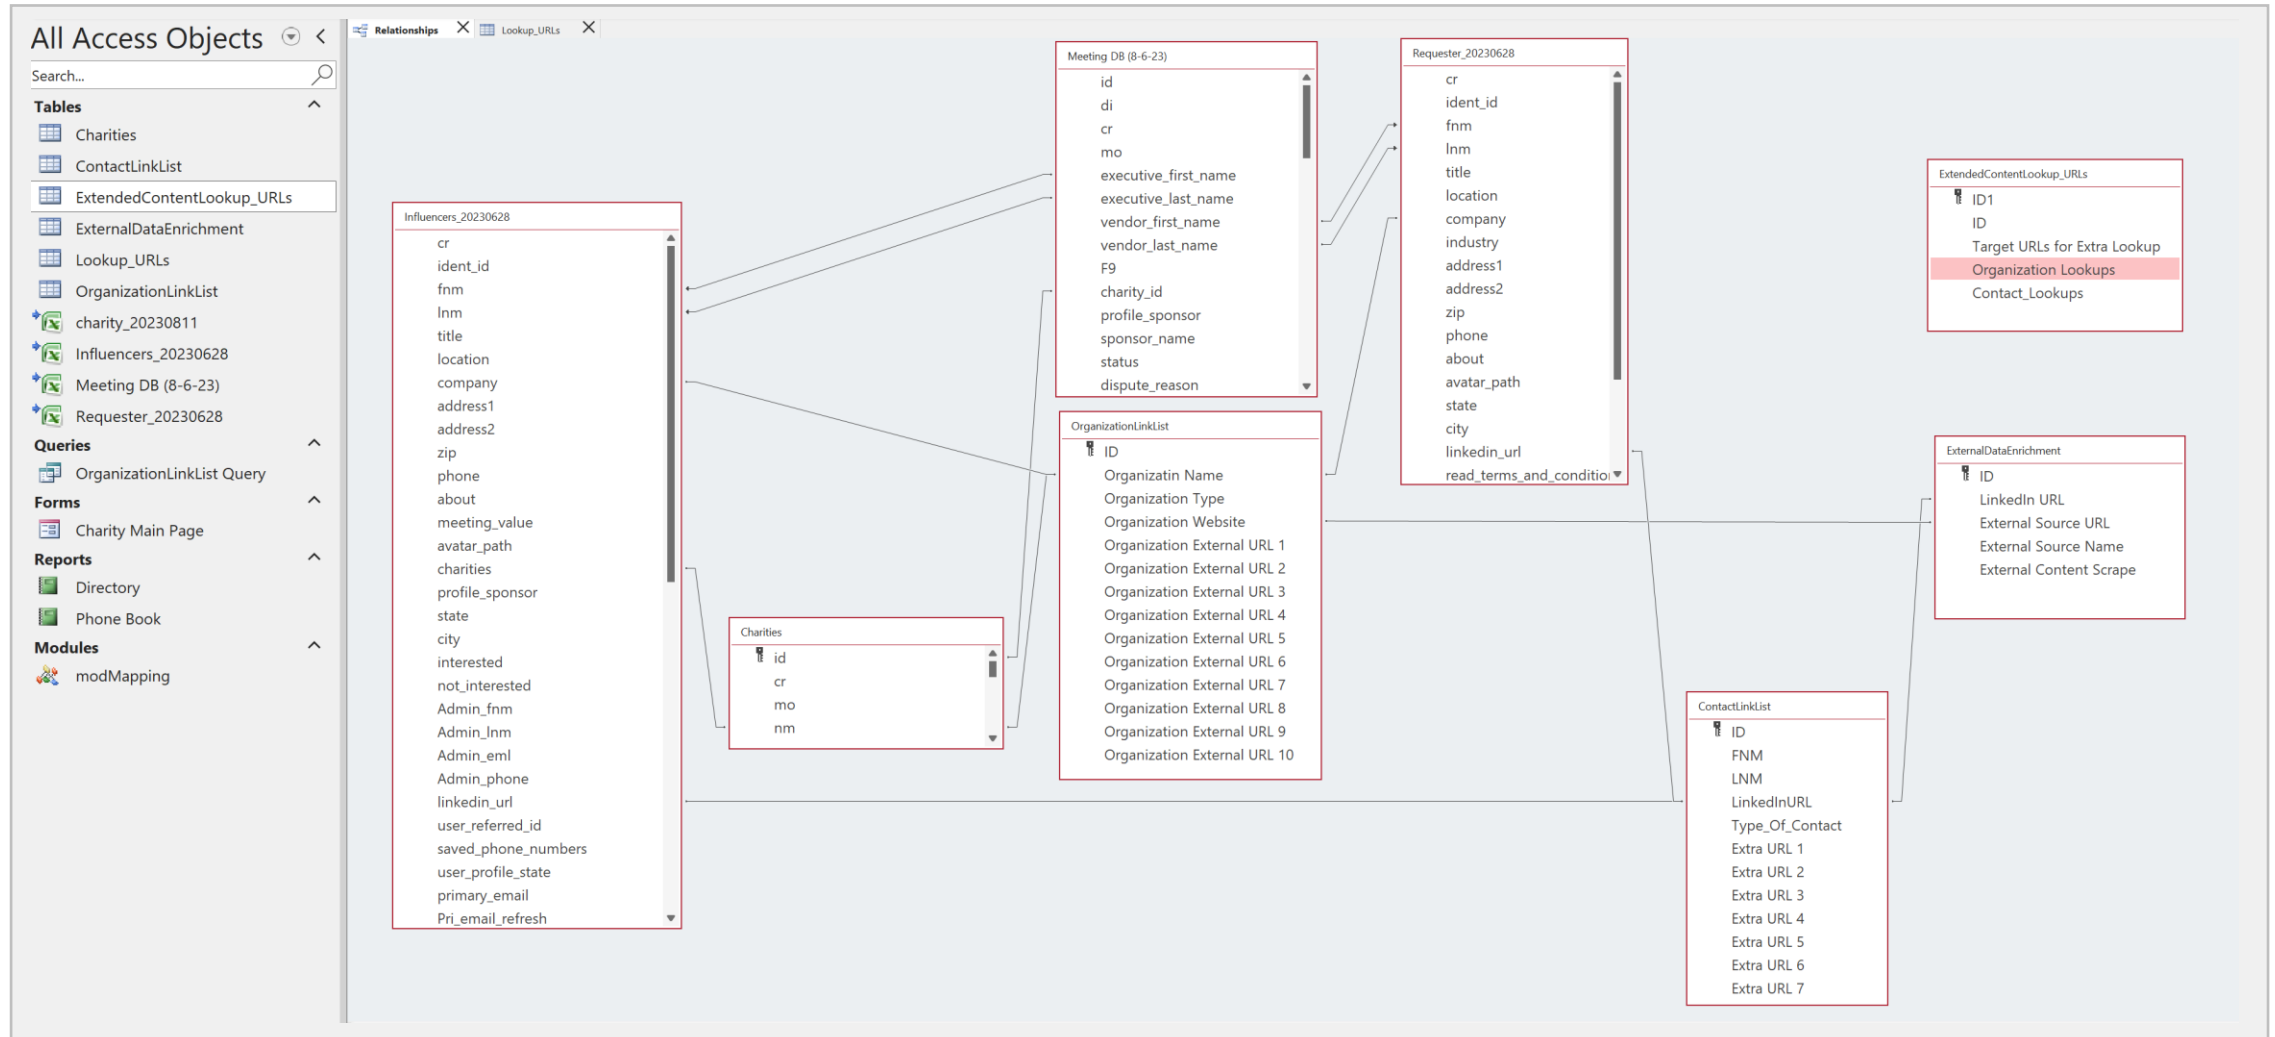 All Access Objects
Search...
Tables
Charities
ContactLinkList
ExtendedContentLookup_URLs
ExternalDataEnrichment
Lookup_URLs
OrganizationLinkList
charity_20230811
Influencers_20230628
Meeting DB (8-6-23)
Requester_20230628
Queries
OrganizationLinkList Query
Forms
Charity Main Page
Reports
Directory
Phone Book
Modules
modMapping
Relationships
Lookup_URLs
Influencers_20230628
cr
ident_id
fnm
lnm
title
location
company
address1
address2
zip
phone
about
meeting_value
avatar_path
charities
profile_sponsor
state
city
interested
not_interested
Admin_fnm
Admin_lnm
Admin_eml
Admin_phone
linkedin_url
user_referred_id
saved_phone_numbers
user_profile_state
primary_email
Pri_email_refresh
Charities
id
cr
mo
nm
Meeting DB (8-6-23)
id
di
cr
mo
executive_first_name
executive_last_name
vendor_first_name
vendor_last_name
F9
charity_id
profile_sponsor
sponsor_name
status
dispute_reason
OrganizationLinkList
ID
Organizatin Name
Organization Type
Organization Website
Organization External URL 1
Organization External URL 2
Organization External URL 3
Organization External URL 4
Organization External URL 5
Organization External URL 6
Organization External URL 7
Organization External URL 8
Organization External URL 9
Organization External URL 10
Requester_20230628
cr
ident_id
fnm
lnm
title
location
company
industry
address1
address2
zip
phone
about
avatar_path
state
city
linkedin_url
read_terms_and_conditio
ContactLinkList
ID
FNM
LNM
LinkedInURL
Type_Of_Contact
Extra URL 1
Extra URL 2
Extra URL 3
Extra URL 4
Extra URL 5
Extra URL 6
Extra URL 7
ExtendedContentLookup_URLs
ID1
ID
Target URLs for Extra Lookup
Organization Lookups
Contact_Lookups
ExternalDataEnrichment
ID
LinkedIn URL
External Source URL
External Source Name
External Content Scrape